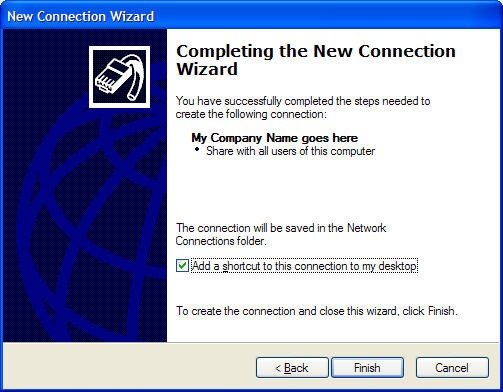 New Connection Wizard
Completing the New Connection
Wizard
You have successfully completed the steps needed to
create the following connection:
My Company Name goes here
• Share with all users of this computer
The connection will be saved in the Network
Connections folder.
Add a shortcut to this connection to my desktop
To create the connection and close this wizard, click Finish.
< Back
Finish
Cancel